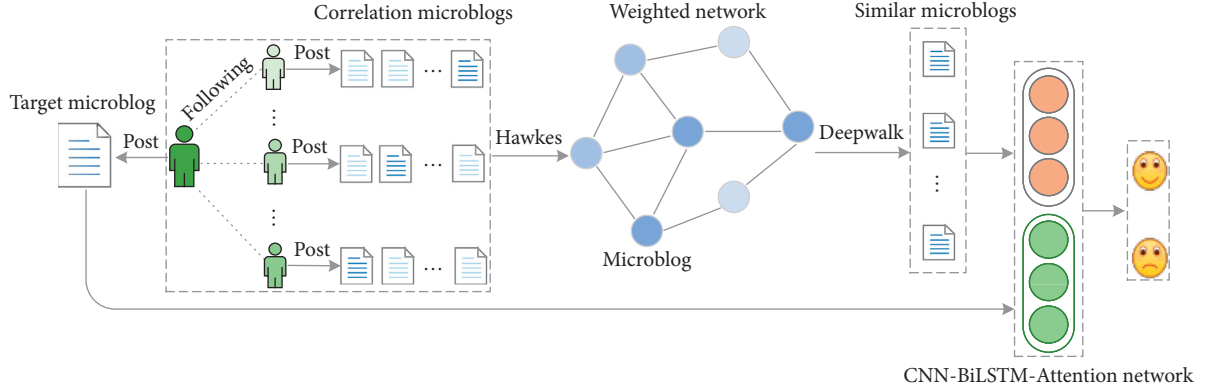 Correlation microblogs
Weighted network
Similar microblogs
Target microblog
Post
Following
Post
...
...
Post
...
...
Post
...
Hawkes
Microblog
Deepwalk
...
CNN-BiLSTM-Attention network